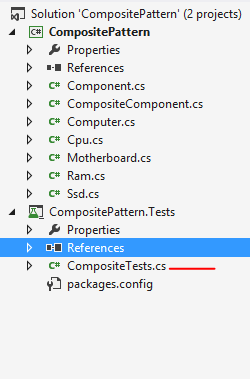 Solution 'CompositePattern' (2 projects)
C# CompositePattern
Properties
References
C# Component.cs
C# CompositeComponent.cs
C# Computer.cs
C# Cpu.cs
C# Motherboard.cs
C# Ram.cs
C# Ssd.cs
CompositePattern.Tests
Properties
References
C# CompositeTests.cs
packages.config